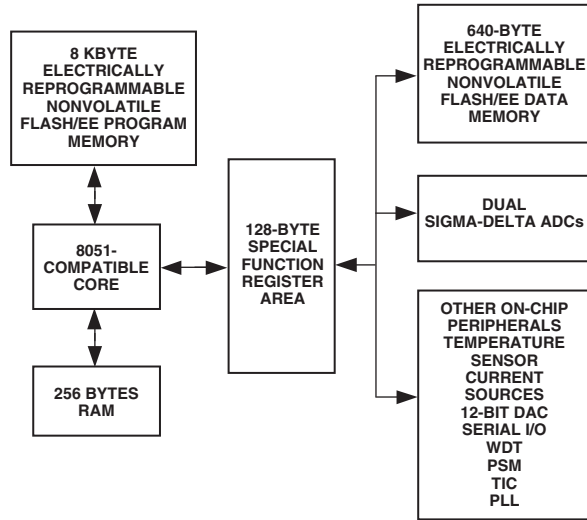 8 KBYTE
ELECTRICALLY
REPROGRAMMABLE
NONVOLATILE
FLASH/EE PROGRAM
MEMORY
8051-
COMPATIBLE
CORE
256 BYTES
RAM
128-BYTE
SPECIAL
FUNCTION
REGISTER
AREA
640-BYTE
ELECTRICALLY
REPROGRAMMABLE
NONVOLATILE
FLASH/EE DATA
MEMORY
DUAL
SIGMA-DELTA ADCs
OTHER ON-CHIP
PERIPHERALS
TEMPERATURE
SENSOR
CURRENT
SOURCES
12-BIT DAC
SERIAL I/O
WDT
PSM
TIC
PLL